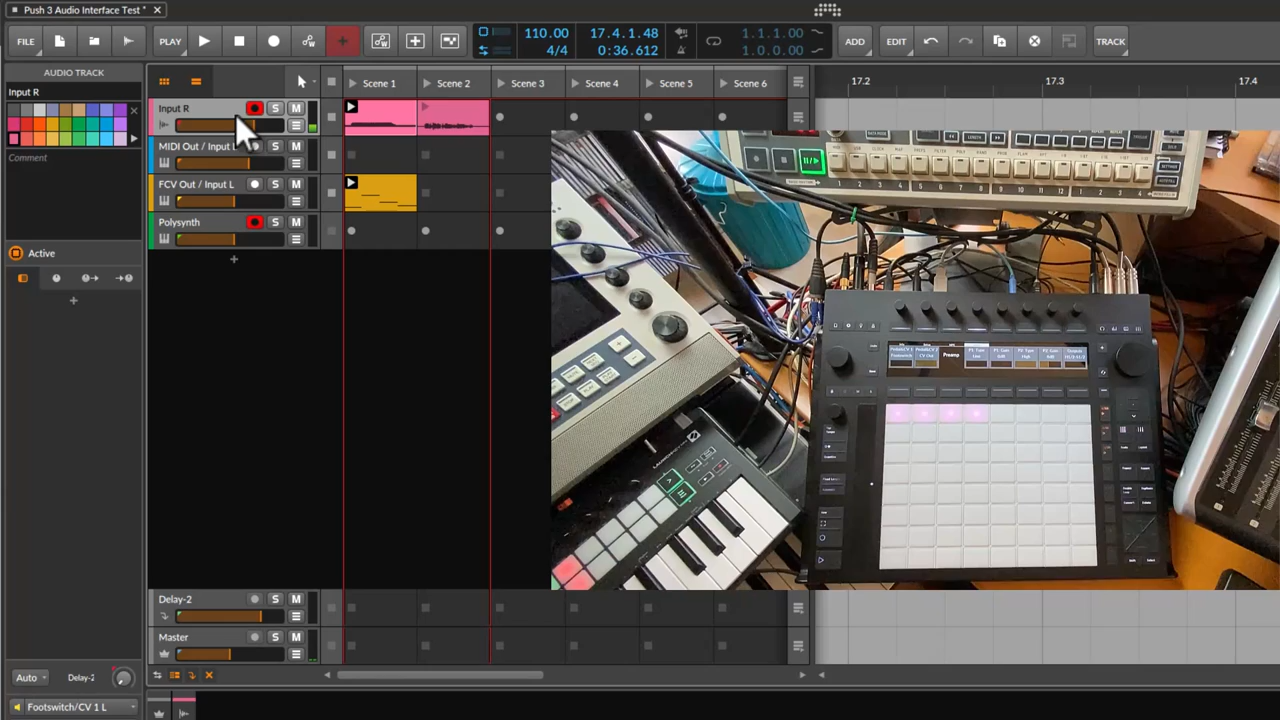 Push 3 Audio Interface Test *
FILE
PLAY
110.00
4/4
17.4.1.48
0:36.612
1.1.1.00
1.0.0.00
ADD
EDIT
TRACK
AUDIO TRACK
Input R
Comment
Active
Auto
Delay-2
Footswitch/CV 1 L
Scene 1
Scene 2
Scene 3
Scene 4
Scene 5
Scene 6
17.2
17.3
17.4
Input R
S
M
MIDI Out / Input
S
M
FCV Out / Input L
S
M
Polysynth
S
M
Delay-2
S
M
Master
S
M
Preamp